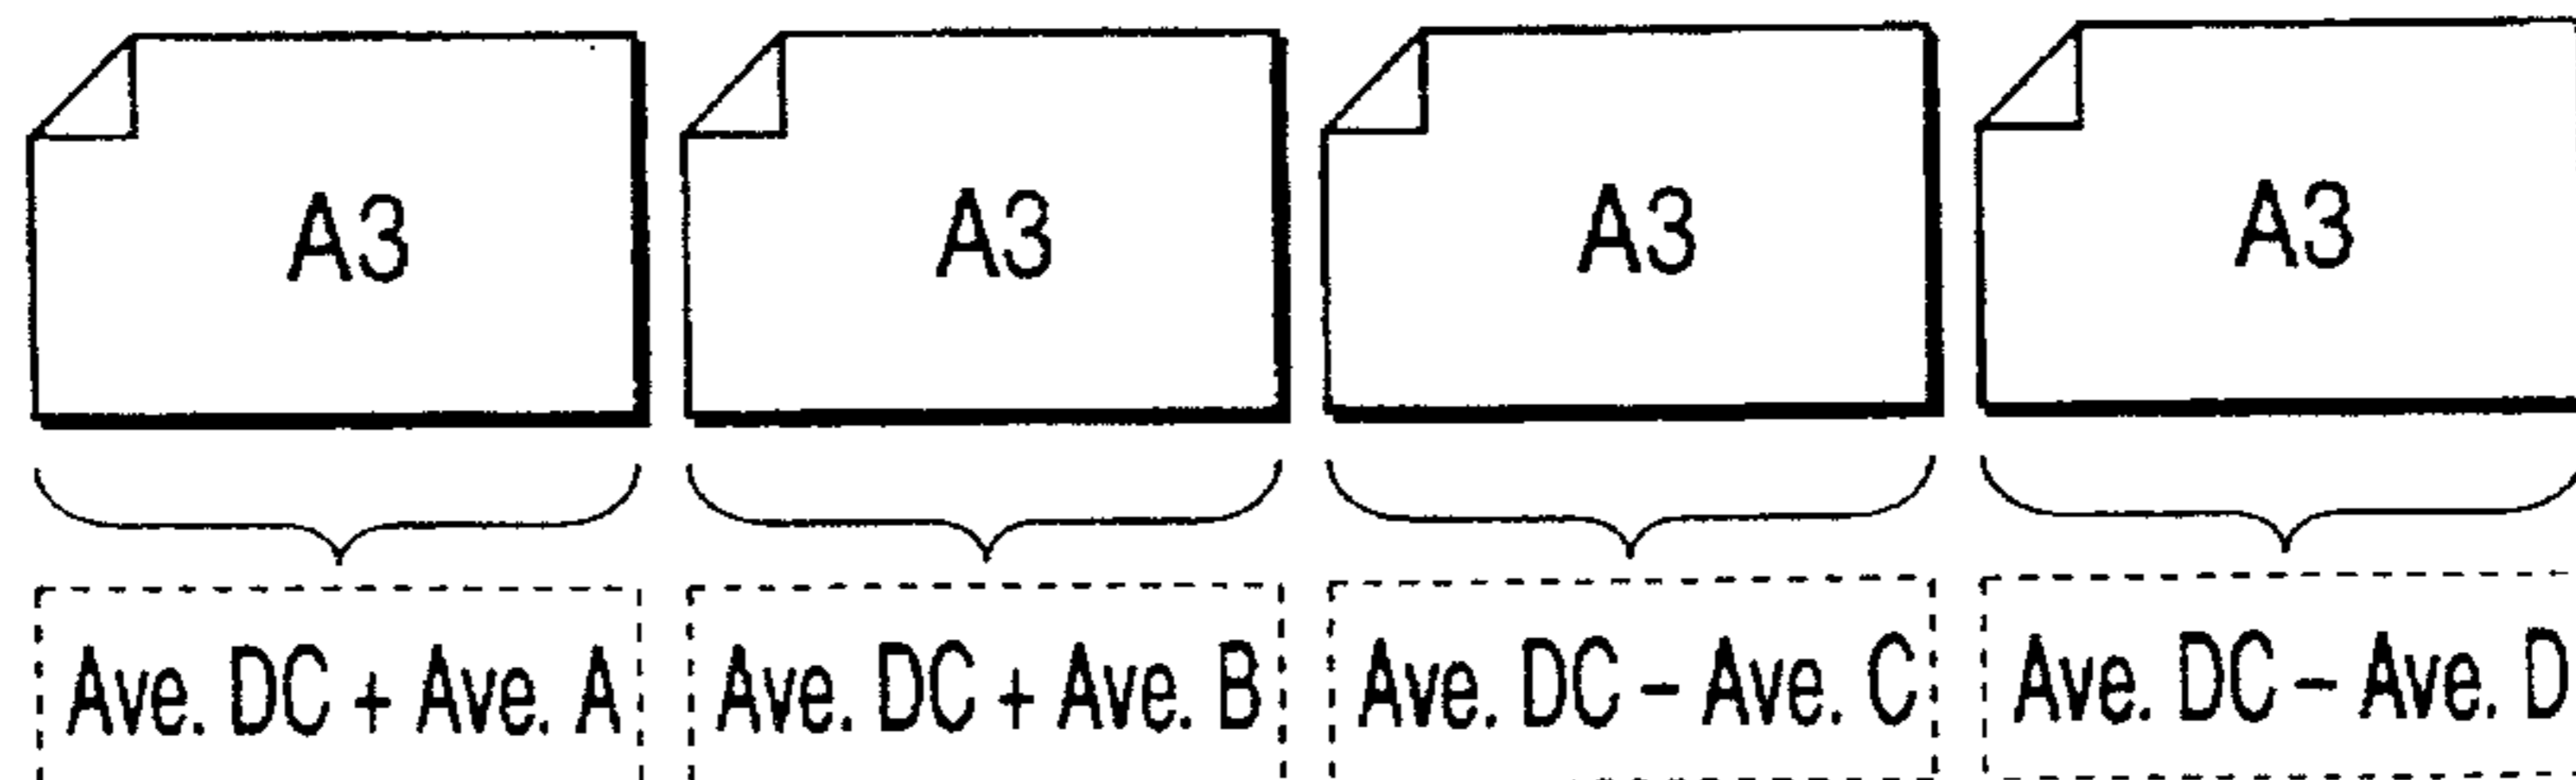 A3 A3 A3 A3
Ave. DC + Ave. A Ave. DC + Ave. B Ave. DC – Ave. C Ave. DC – Ave. D